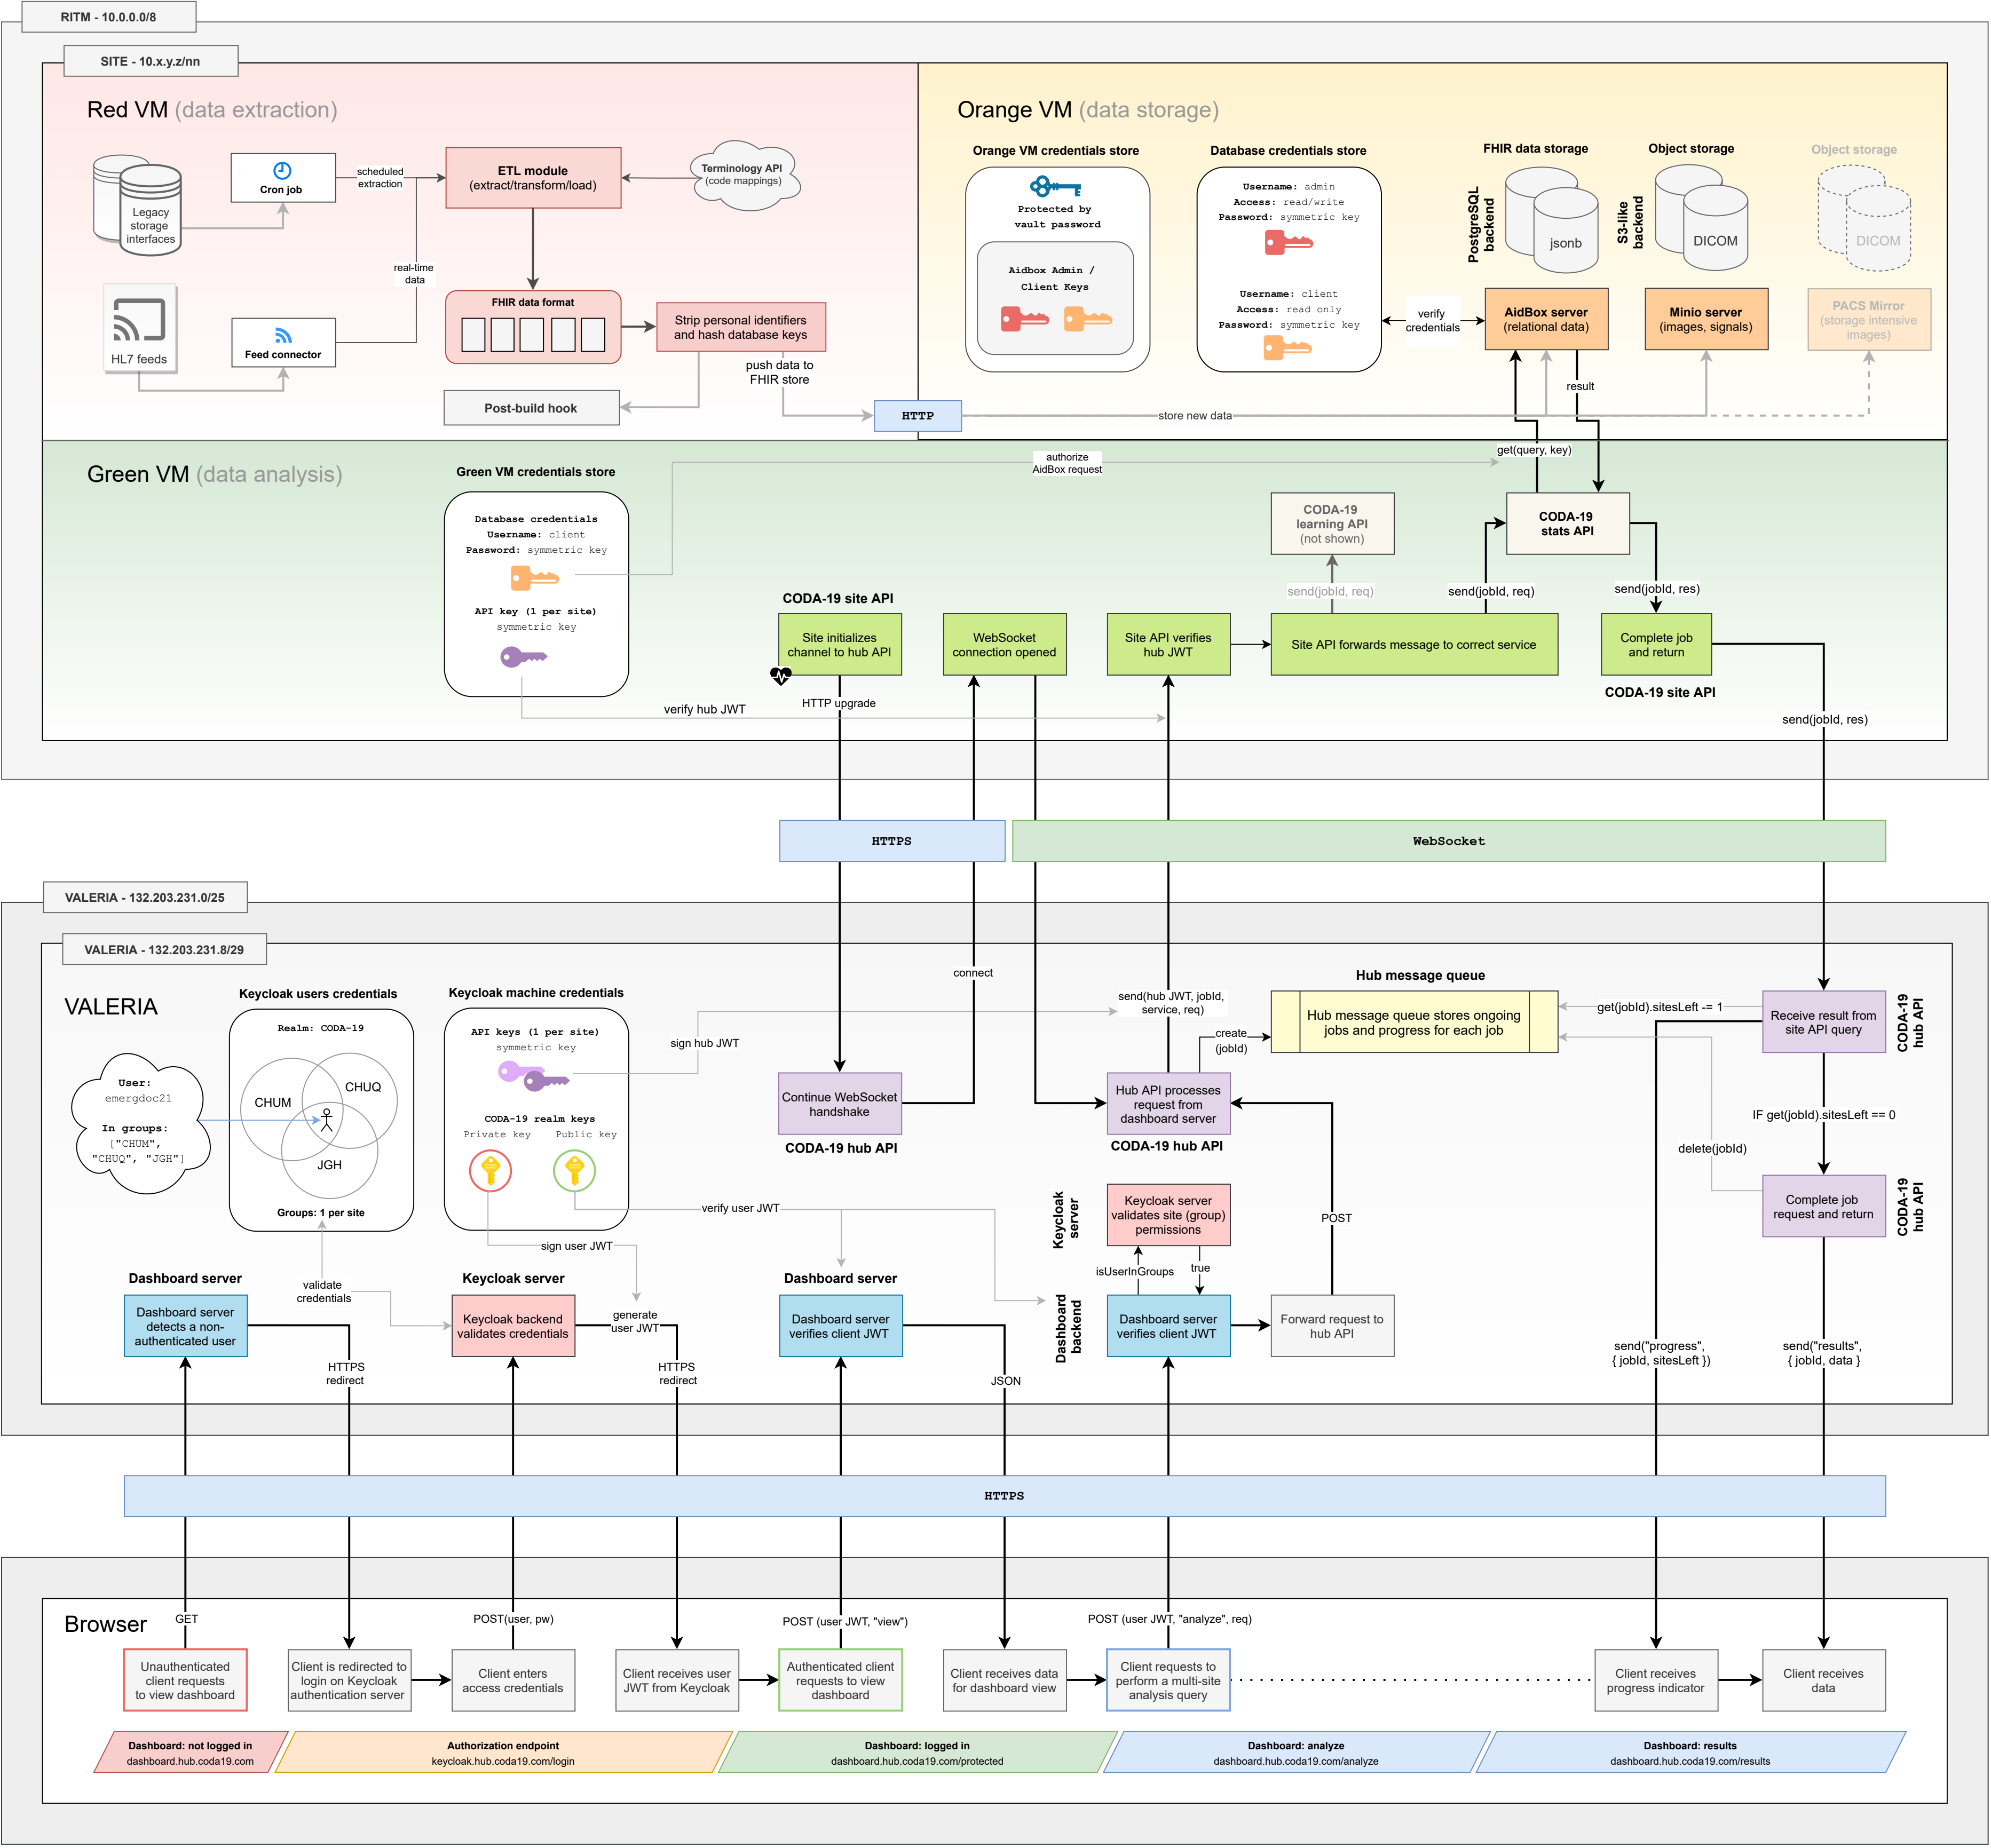 RITM - 10.0.0.0/8
SITE - 10.x.y.z/nn
Red VM (data extraction)
Legacy
storage
interfaces
Cron job
scheduled
extraction
ETL module
(extract/transform/load)
Terminology API
(code mappings)
real-time
data
HL7 feeds
Feed connector
FHIR data format
Strip personal identifiers
and hash database keys
push data to
FHIR store
Post-build hook
HTTP
Orange VM (data storage)
Orange VM credentials store
Protected by
vault password
Aidbox Admin /
Client Keys
Database credentials store
Username: admin
Access: read/write
Password: symmetric key
Username: client
Access: read only
Password: symmetric key
verify
credentials
FHIR data storage
PostgreSQL
backend
jsonb
AidBox server
(relational data)
Object storage
S3-like
backend
DICOM
Minio server
(images, signals)
Object storage
DICOM
PACS Mirror
(storage intensive
images)
result
store new data
get(query, key)
Green VM (data analysis)
Green VM credentials store
Database credentials
Username: client
Password: symmetric key
API key (1 per site)
symmetric key
authorize
AidBox request
verify hub JWT
CODA-19 site API
Site initializes
channel to hub API
HTTP upgrade
WebSocket
connection opened
Site API verifies
hub JWT
CODA-19
learning API
(not shown)
send(jobId, req)
Site API forwards message to correct service
send(jobId, req)
CODA-19
stats API
send(jobId, res)
Complete job
and return
CODA-19 site API
send(jobId, res)
HTTPS
WebSocket
VALERIA - 132.203.231.0/25
VALERIA - 132.203.231.8/29
VALERIA
User:
emergdoc21
In groups:
["CHUM",
"CHUQ", "JGH"]
Keycloak users credentials
Realm: CODA-19
CHUM
CHUQ
JGH
Groups: 1 per site
Keycloak machine credentials
API keys (1 per site)
symmetric key
CODA-19 realm keys
Private key
Public key
sign hub JWT
verify user JWT
sign user JWT
validate
credentials
connect
Continue WebSocket
handshake
CODA-19 hub API
send(hub JWT, jobId,
service, req)
create
(jobId)
Hub API processes
request from
dashboard server
CODA-19 hub API
Hub message queue
Hub message queue stores ongoing
jobs and progress for each job
get(jobId).sitesLeft -= 1
Receive result from
site API query
CODA-19
hub API
IF get(jobId).sitesLeft == 0
delete(jobId)
Complete job
request and return
CODA-19
hub API
Keycloak
server
Keycloak server
validates site (group)
permissions
isUserInGroups
true
POST
Dashboard server
Dashboard server
detects a non-
authenticated user
HTTPS
redirect
Keycloak server
Keycloak backend
validates credentials
generate
user JWT
HTTPS
redirect
Dashboard server
Dashboard server
verifies client JWT
JSON
Dashboard
backend
Dashboard server
verifies client JWT
Forward request to
hub API
send("progress",
{ jobId, sitesLeft })
send("results",
{ jobId, data }
HTTPS
Browser
GET
POST(user, pw)
POST (user JWT, "view")
POST (user JWT, "analyze", req)
Unauthenticated
client requests
to view dashboard
Client is redirected to
login on Keycloak
authentication server
Client enters
access credentials
Client receives user
JWT from Keycloak
Authenticated client
requests to view
dashboard
Client receives data
for dashboard view
Client requests to
perform a multi-site
analysis query
Client receives
progress indicator
Client receives
data
Dashboard: not logged in
dashboard.hub.coda19.com
Authorization endpoint
keycloak.hub.coda19.com/login
Dashboard: logged in
dashboard.hub.coda19.com/protected
Dashboard: analyze
dashboard.hub.coda19.com/analyze
Dashboard: results
dashboard.hub.coda19.com/results